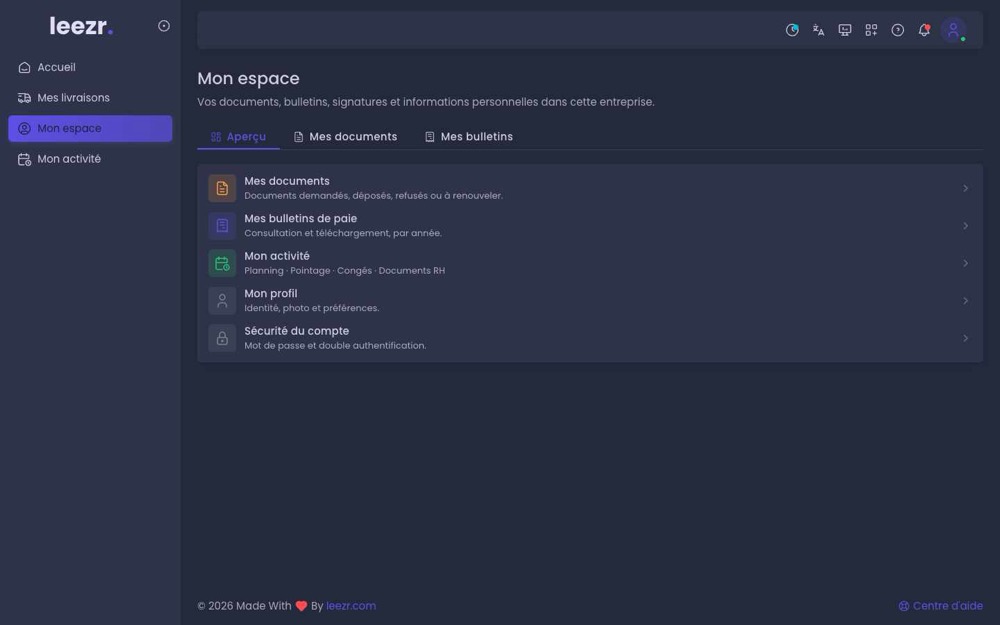 leezr.
Accueil
Mes livraisons
Mon espace
Mon activité
Mon espace
Vos documents, bulletins, signatures et informations personnelles dans cette entreprise.
Aperçu
Mes documents
Mes bulletins
Mes documents
Documents demandés, déposés, refusés ou à renouveler.
Mes bulletins de paie
Consultation et téléchargement, par année.
Mon activité
Planning · Pointage · Congés · Documents RH
Mon profil
Identité, photo et préférences.
Sécurité du compte
Mot de passe et double authentification.
© 2026 Made With ❤ By leezr.com
Centre d'aide